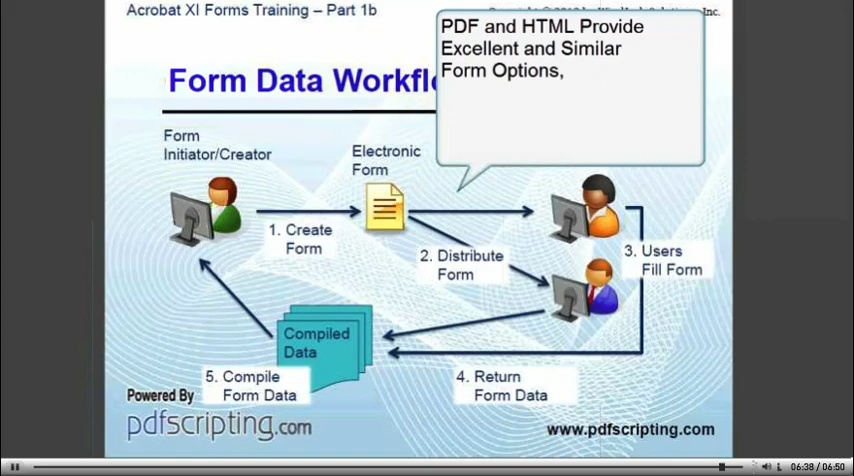 Acrobat XI Forms Training – Part 1b
Inc.
PDF and HTML Provide
Excellent and Similar
Form Options,
Form Data Workflo
Form
Initiator/Creator
Electronic
Form
1. Create
Form
2. Distribute
Form
3. Users
Fill Form
Compiled
Data
5. Compile
Form Data
4. Return
Form Data
Powered By
pdfscripting.com
www.pdfscripting.com
06:38 / 06:50